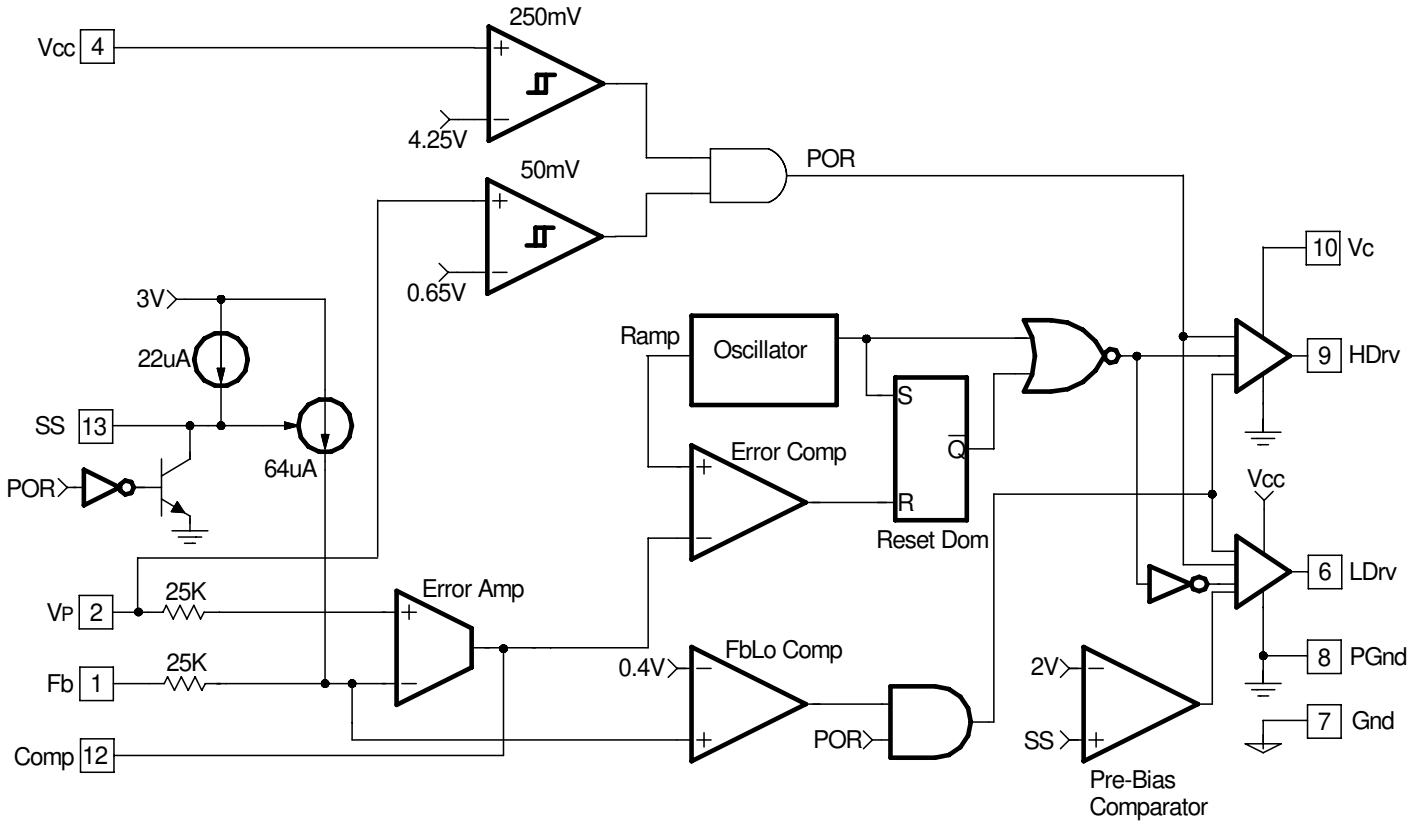 250mV
Vcc 4
+
−
4.25V
POR
50mV
+
−
0.65V
10 Vc
3V
22uA
Ramp
Oscillator
9 HDrv
SS 13
64uA
S
Q
R
Reset Dom
Error Comp
+
−
POR
Vcc
25K
Error Amp
VP 2
+
6 LDrv
25K
Fb 1
−
FbLo Comp
0.4V
−
+
POR
2V
−
8 PGnd
SS
+
7 Gnd
Comp 12
Pre-Bias
Comparator